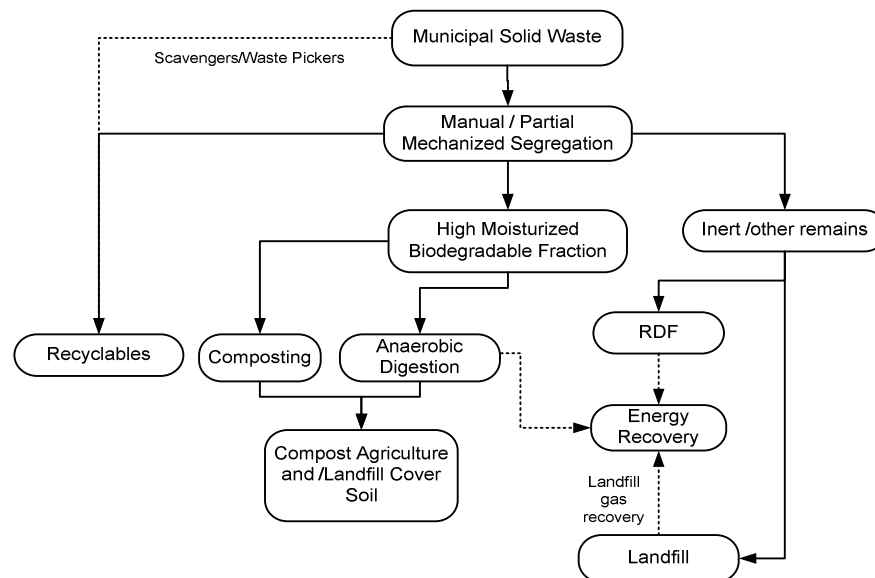 Municipal Solid Waste
Scavengers/Waste Pickers
Manual / Partial
Mechanized Segregation
High Moisturized
Biodegradable Fraction
Inert /other remains
Recyclables
Composting
Anaerobic
Digestion
RDF
Energy
Recovery
Compost Agriculture
and /Landfill Cover
Soil
Landfill
gas
recovery
Landfill